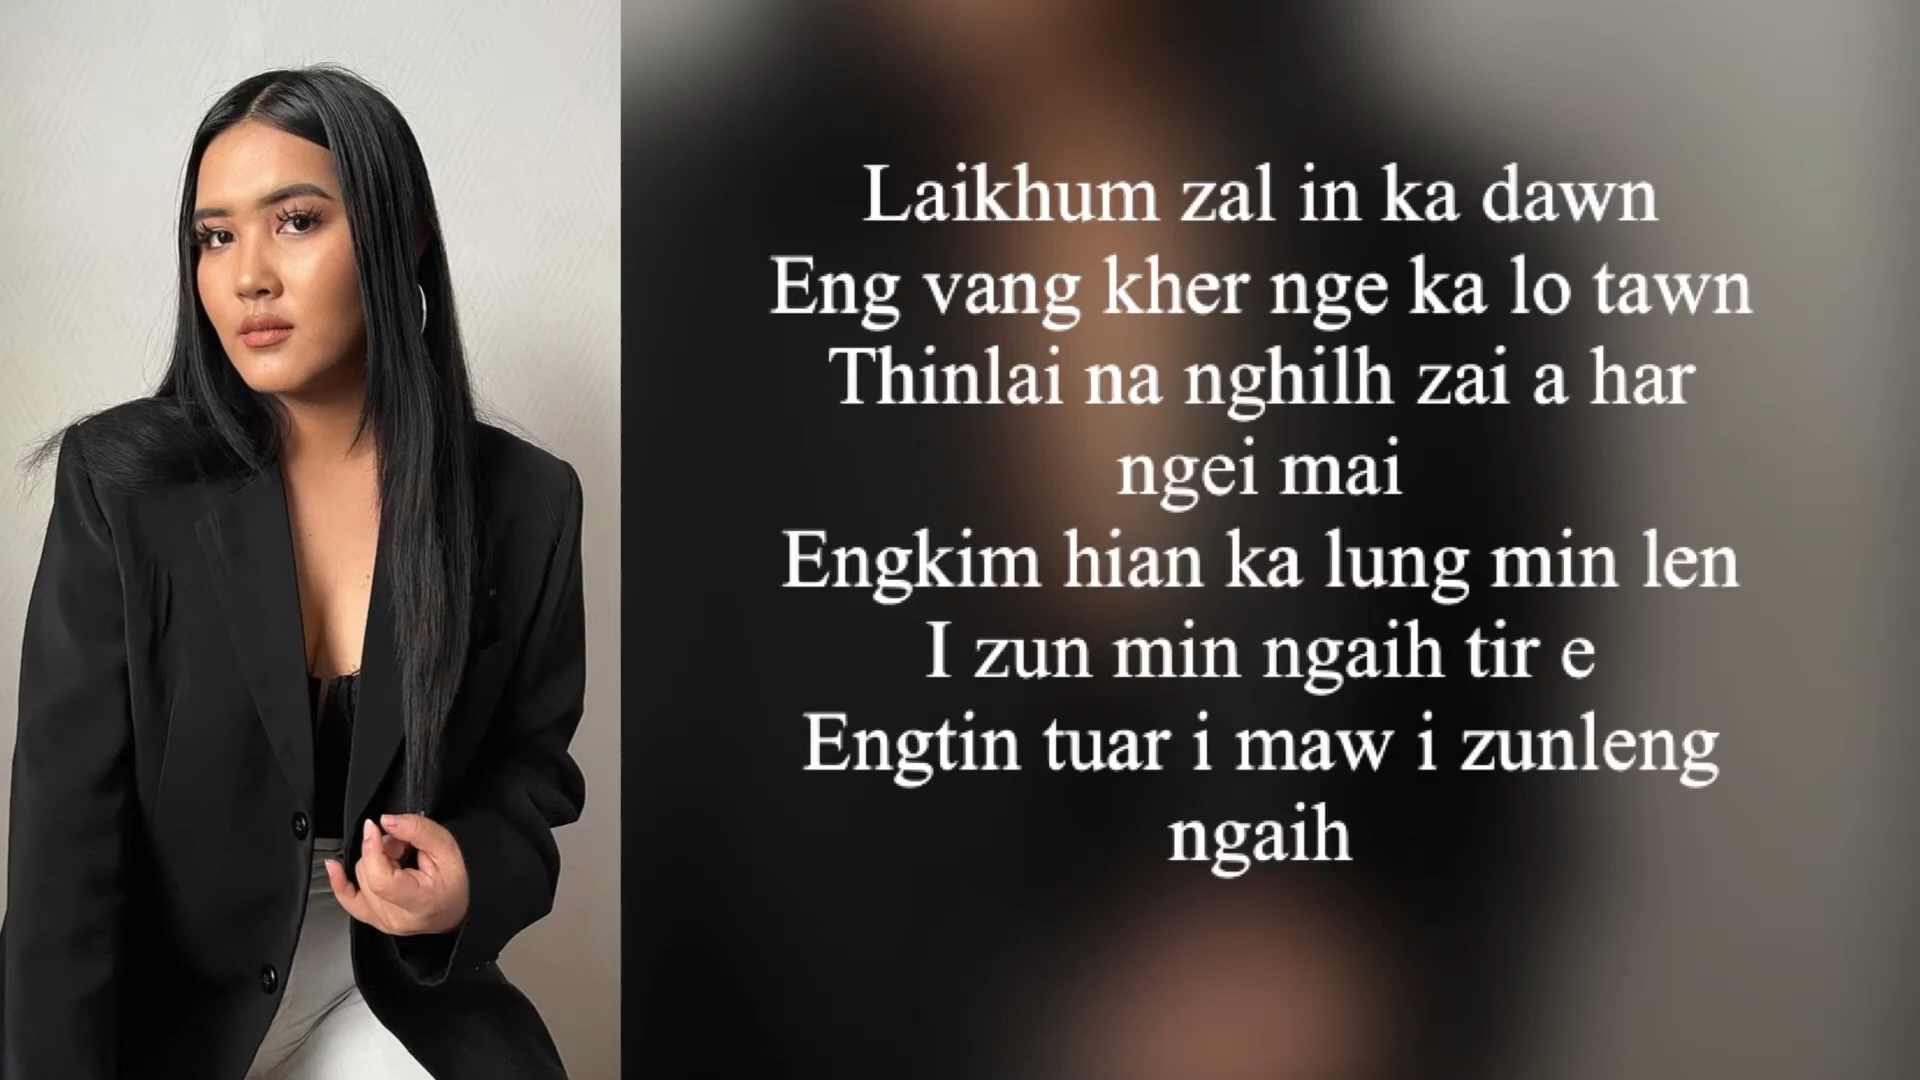 Laikhum zal in ka dawn
Eng vang kher nge ka lo tawn
Thinlai na nghilh zai a har
ngei mai
Engkim hian ka lung min len
I zun min ngaih tir e
Engtin tuar i maw i zunleng
ngaih